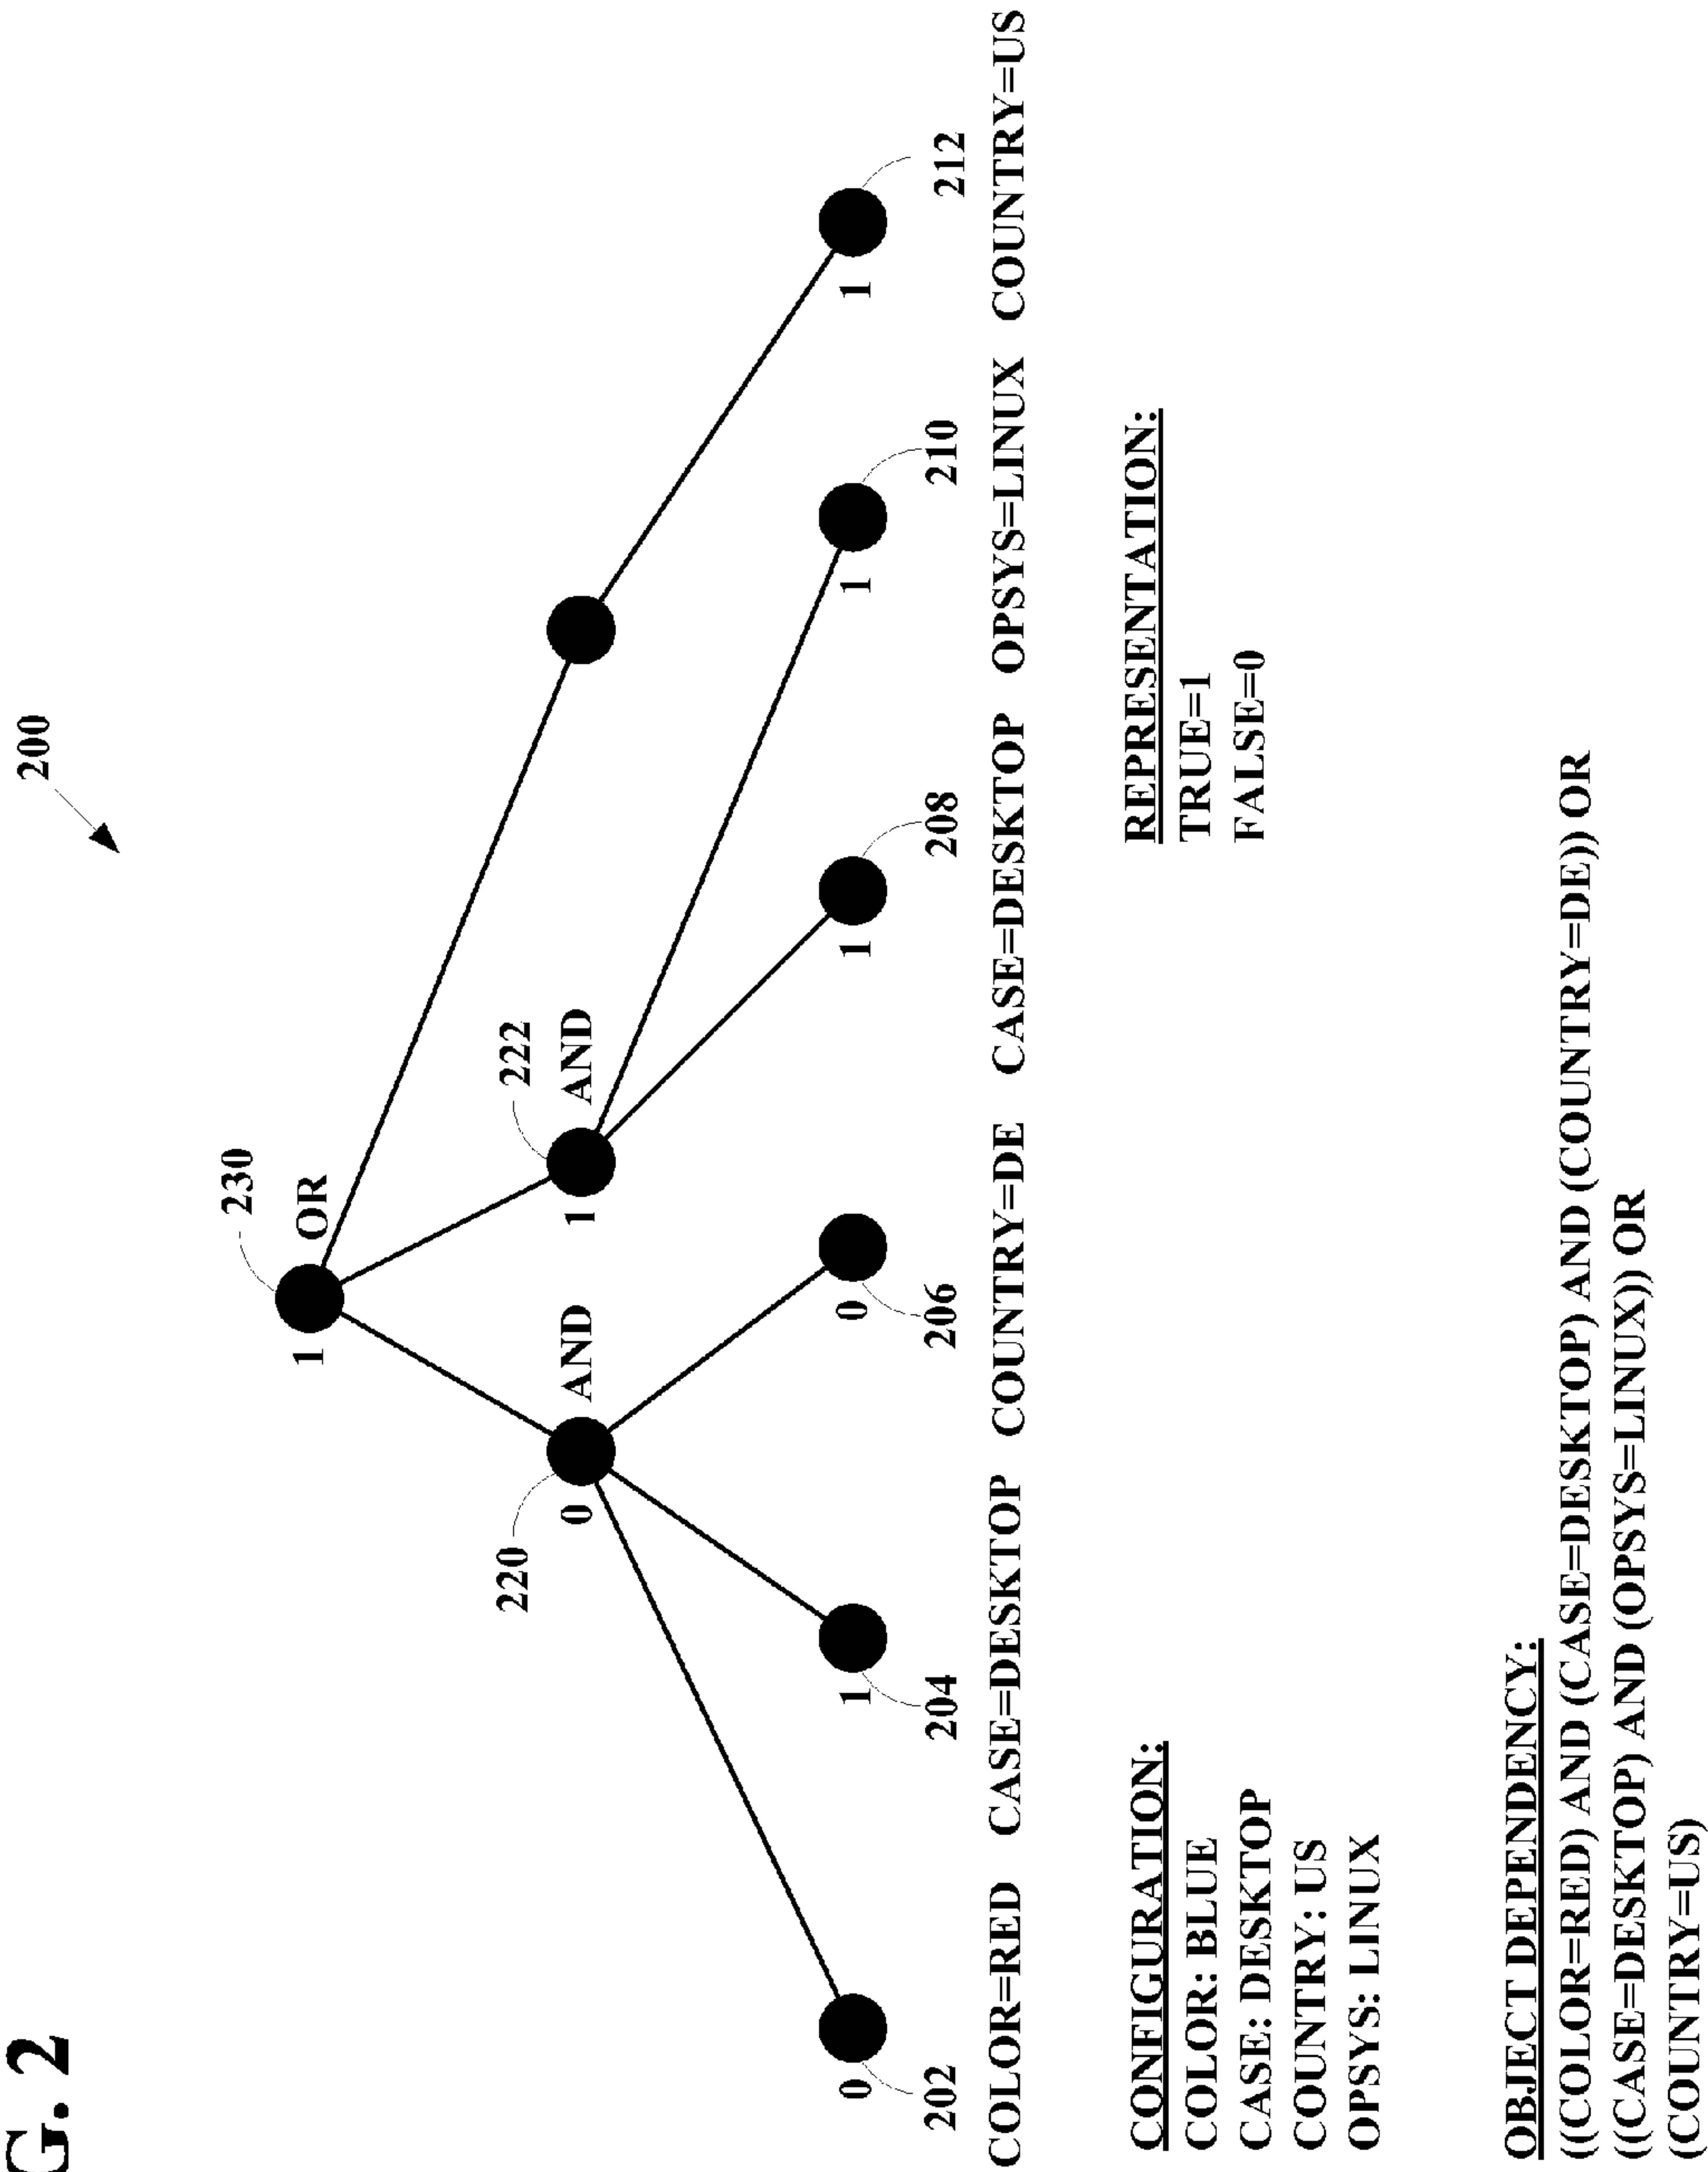 G. 2
200
230
1 OR
220
222
0 AND
1 AND
0
1
0
1
1
1
202
204
206
208
210
212
COLOR=RED CASE=DESKTOP COUNTRY=DE CASE=DESKTOP OPSYS=LINUX COUNTRY=US
CONFIGURATION:
COLOR: BLUE
CASE: DESKTOP
COUNTRY: US
OPSYS: LINUX
REPRESENTATION:
TRUE=1
FALSE=0
OBJECT DEPENDENCY:
((COLOR=RED) AND (CASE=DESKTOP) AND (COUNTRY=DE)) OR
((CASE=DESKTOP) AND (OPSYS=LINUX)) OR
(COUNTRY=US)